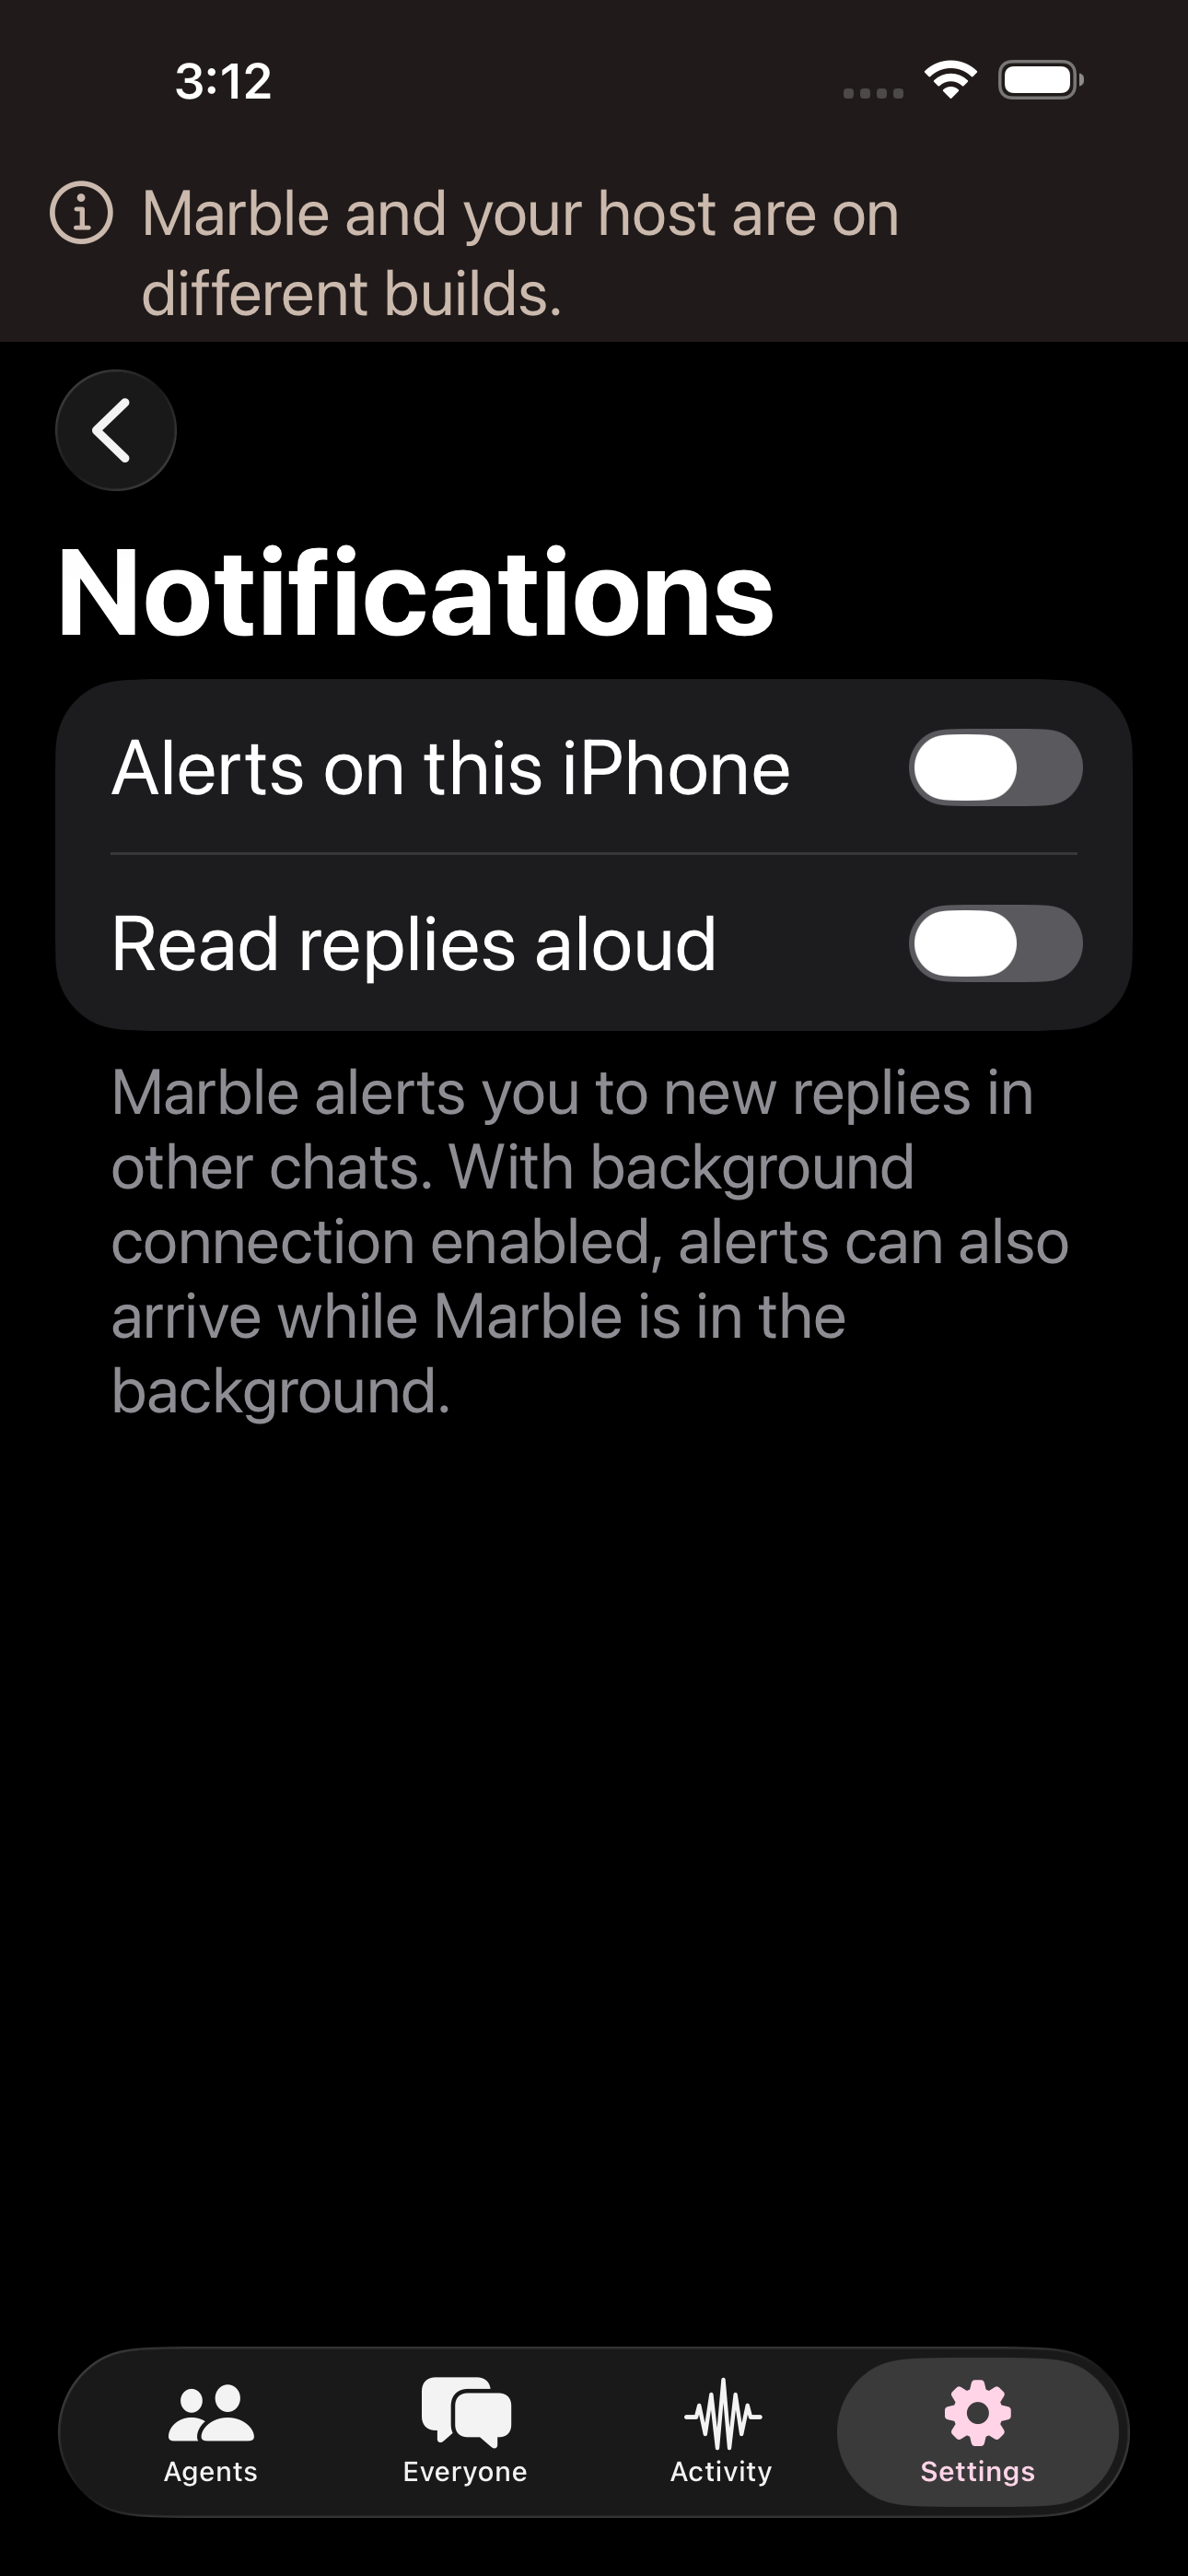 3:12
Marble and your host are on
different builds.
Notifications
Alerts on this iPhone
Read replies aloud
Marble alerts you to new replies in
other chats. With background
connection enabled, alerts can also
arrive while Marble is in the
background.
Agents
Everyone
Activity
Settings